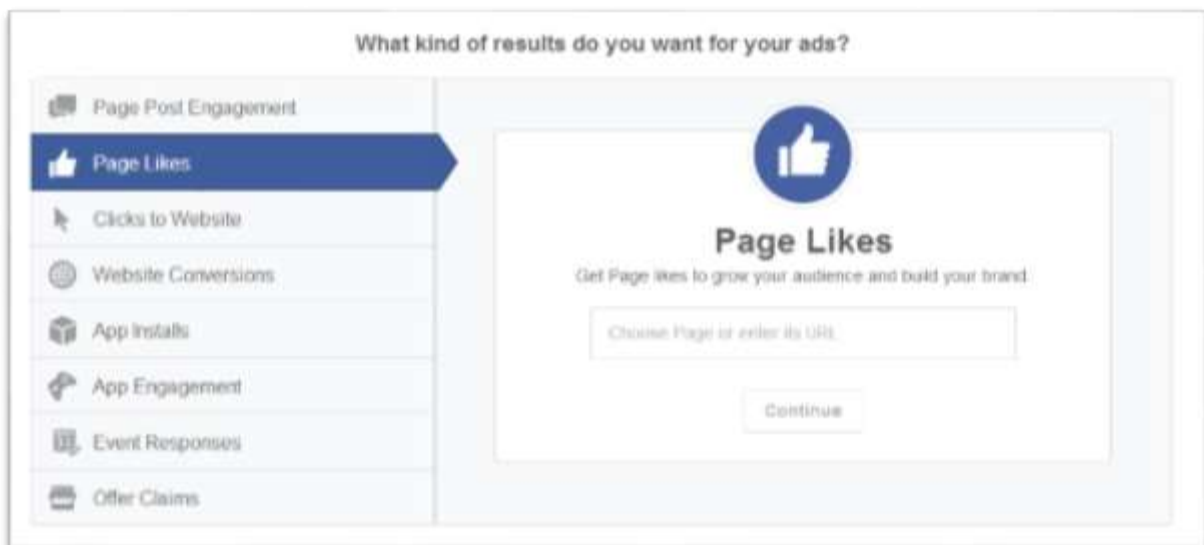 What kind of results do you want for your ads?
Page Post Engagement
Page Likes
Clicks to Website
Website Conversions
App Installs
App Engagement
Event Responses
Offer Claims
Page Likes
Get Page likes to grow your audience and build your brand.
Choose Page or enter its URL
Continue